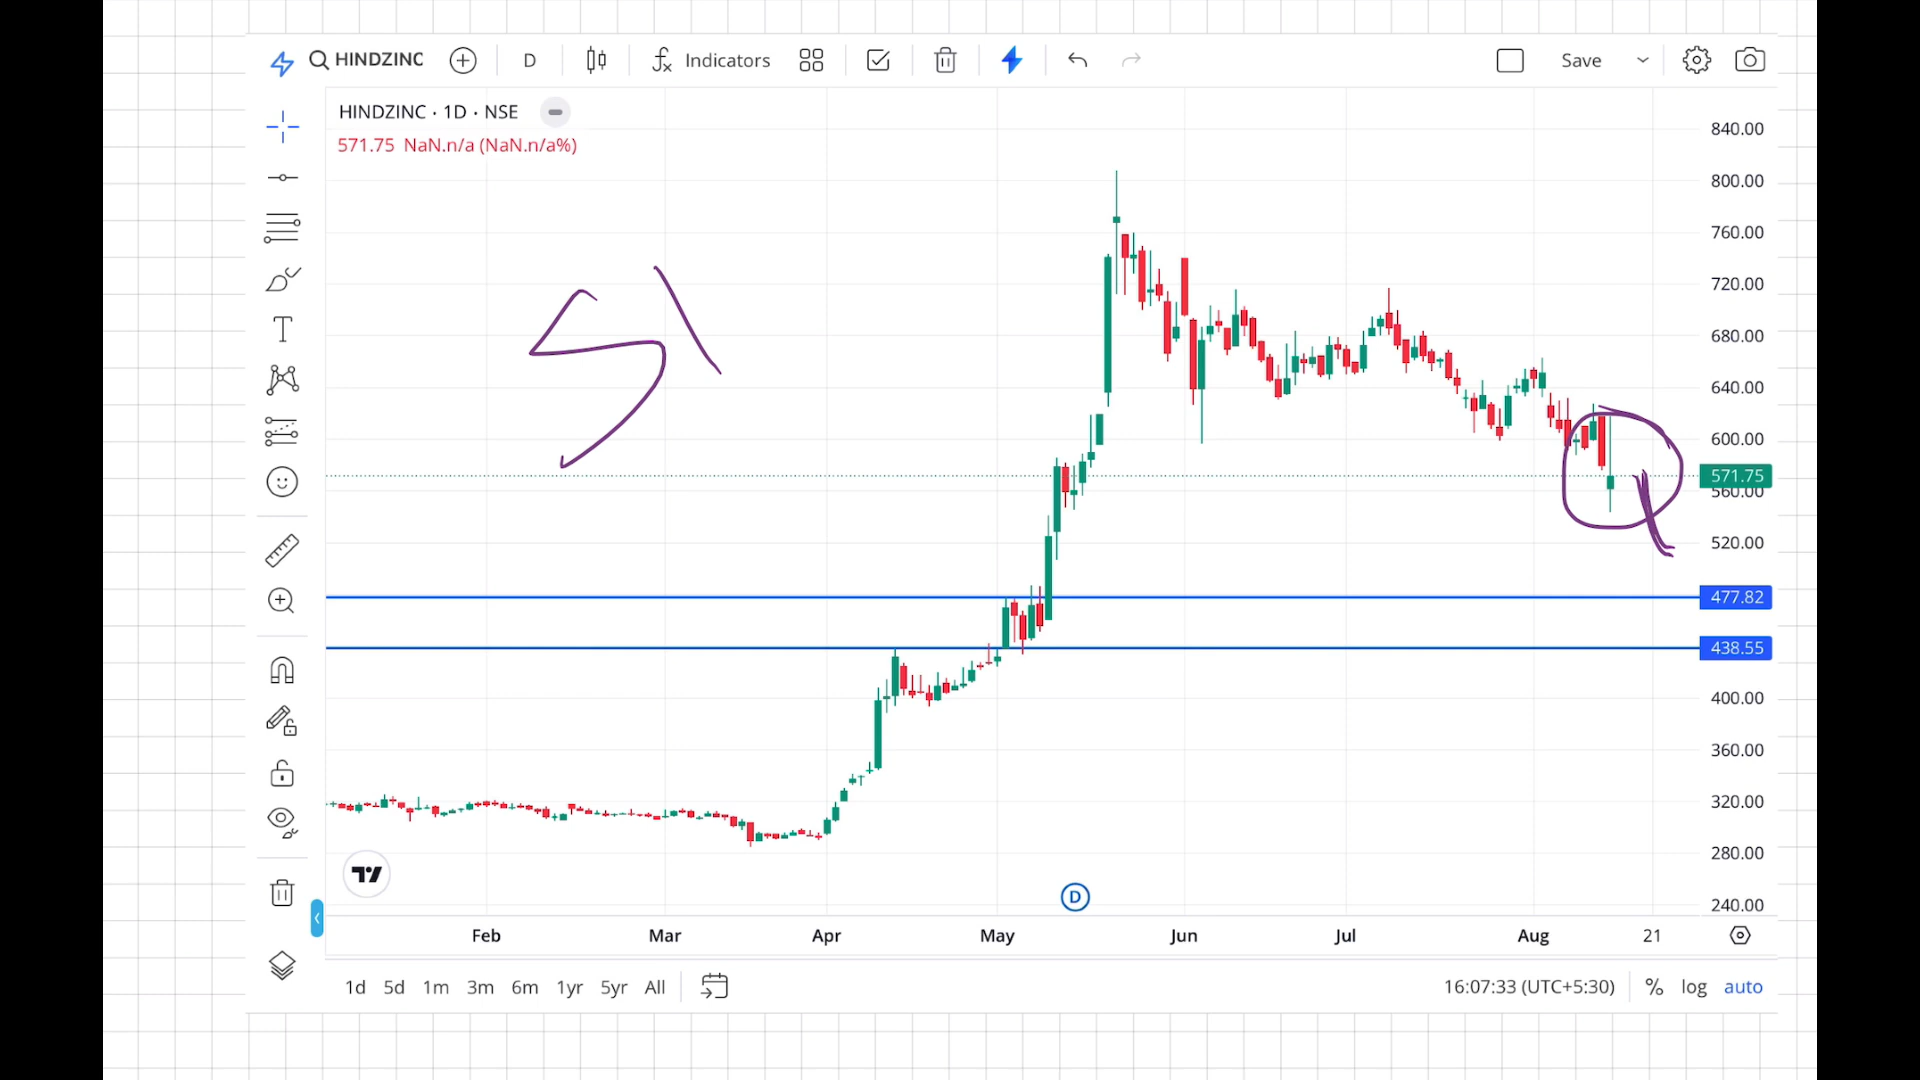 HINDZINC D Indicators Save
HINDZINC · 1D · NSE
571.75 NaN.n/a (NaN.n/a%)
840.00
800.00
760.00
720.00
680.00
640.00
600.00
571.75
560.00
520.00
477.82
438.55
400.00
360.00
320.00
280.00
240.00
D
Feb Mar Apr May Jun Jul Aug 21
1d 5d 1m 3m 6m 1yr 5yr All 16:07:33 (UTC+5:30) % log auto